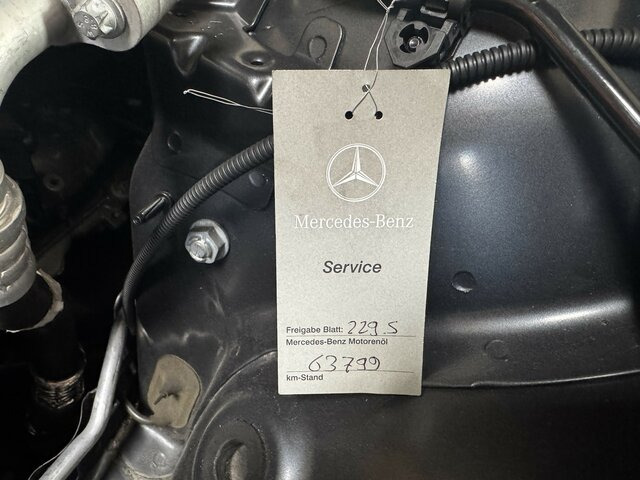 Mercedes-Benz
Service
Freigabe Blatt: 229.5
Mercedes-Benz Motorenöl
63799
km-Stand